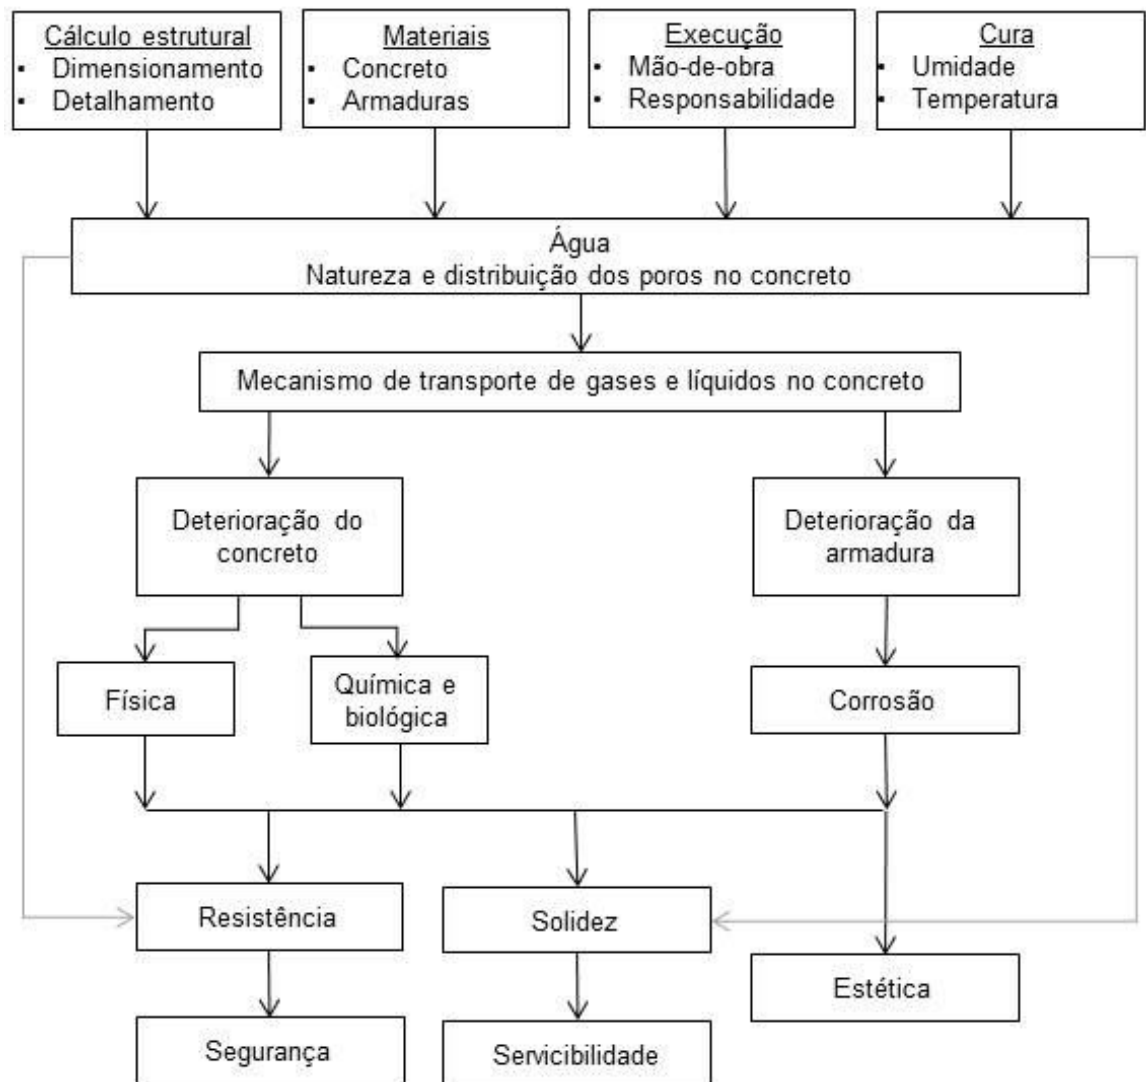 Cálculo estrutural
▪ Dimensionamento
▪ Detalhamento
Materiais
▪ Concreto
▪ Armaduras
Execução
▪ Mão-de-obra
▪ Responsabilidade
Cura
▪ Umidade
▪ Temperatura
Água
Natureza e distribuição dos poros no concreto
Mecanismo de transporte de gases e líquidos no concreto
Deterioração do
concreto
Deterioração da
armadura
Física
Química e
biológica
Corrosão
Resistência
Solidez
Estética
Segurança
Servicibilidade